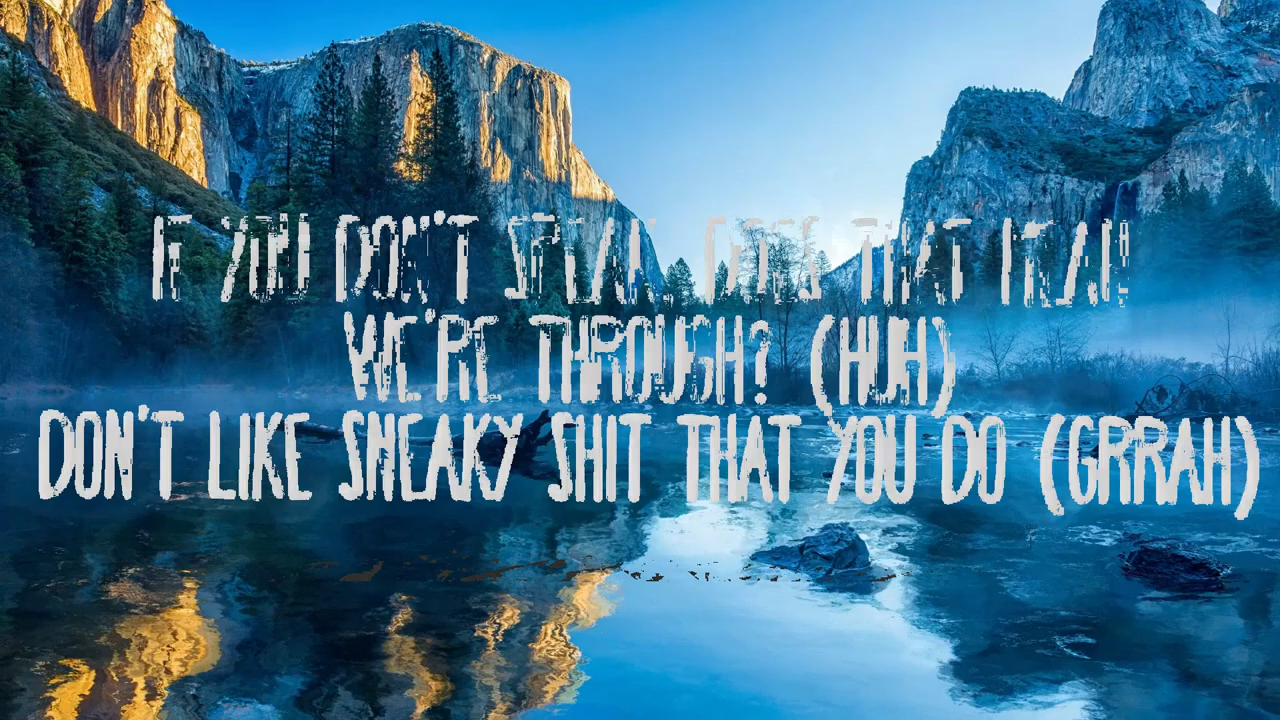 IF YOU DON'T SPEAK, DOES THAT MEAN
WE'RE THROUGH? (HUH)
DON'T LIKE SNEAKY SHIT THAT YOU DO (GRRAH)